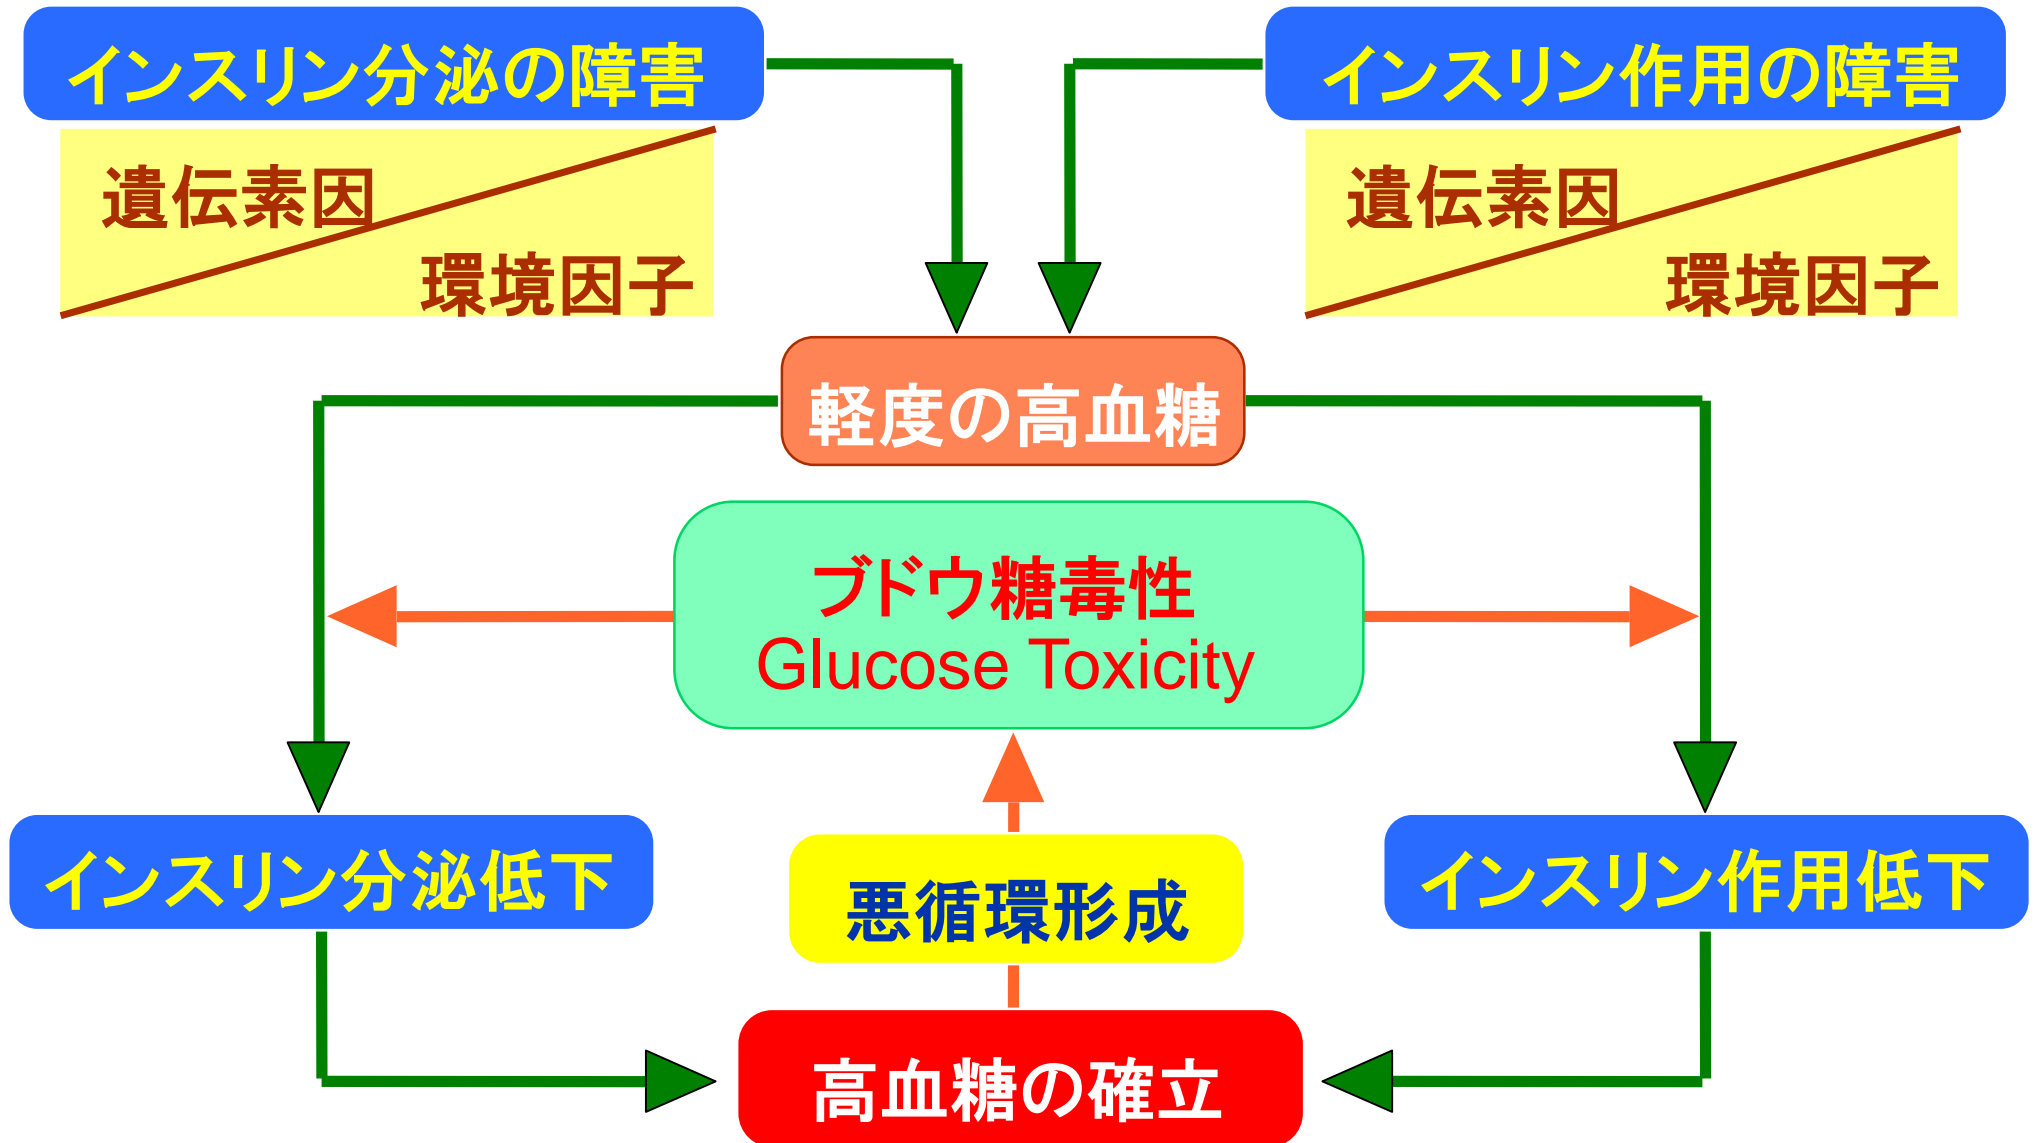 インスリン分泌の障害
インスリン作用の障害
遺伝素因
環境因子
遺伝素因
環境因子
軽度の高血糖
ブドウ糖毒性
Glucose Toxicity
インスリン分泌低下
悪循環形成
インスリン作用低下
高血糖の確立